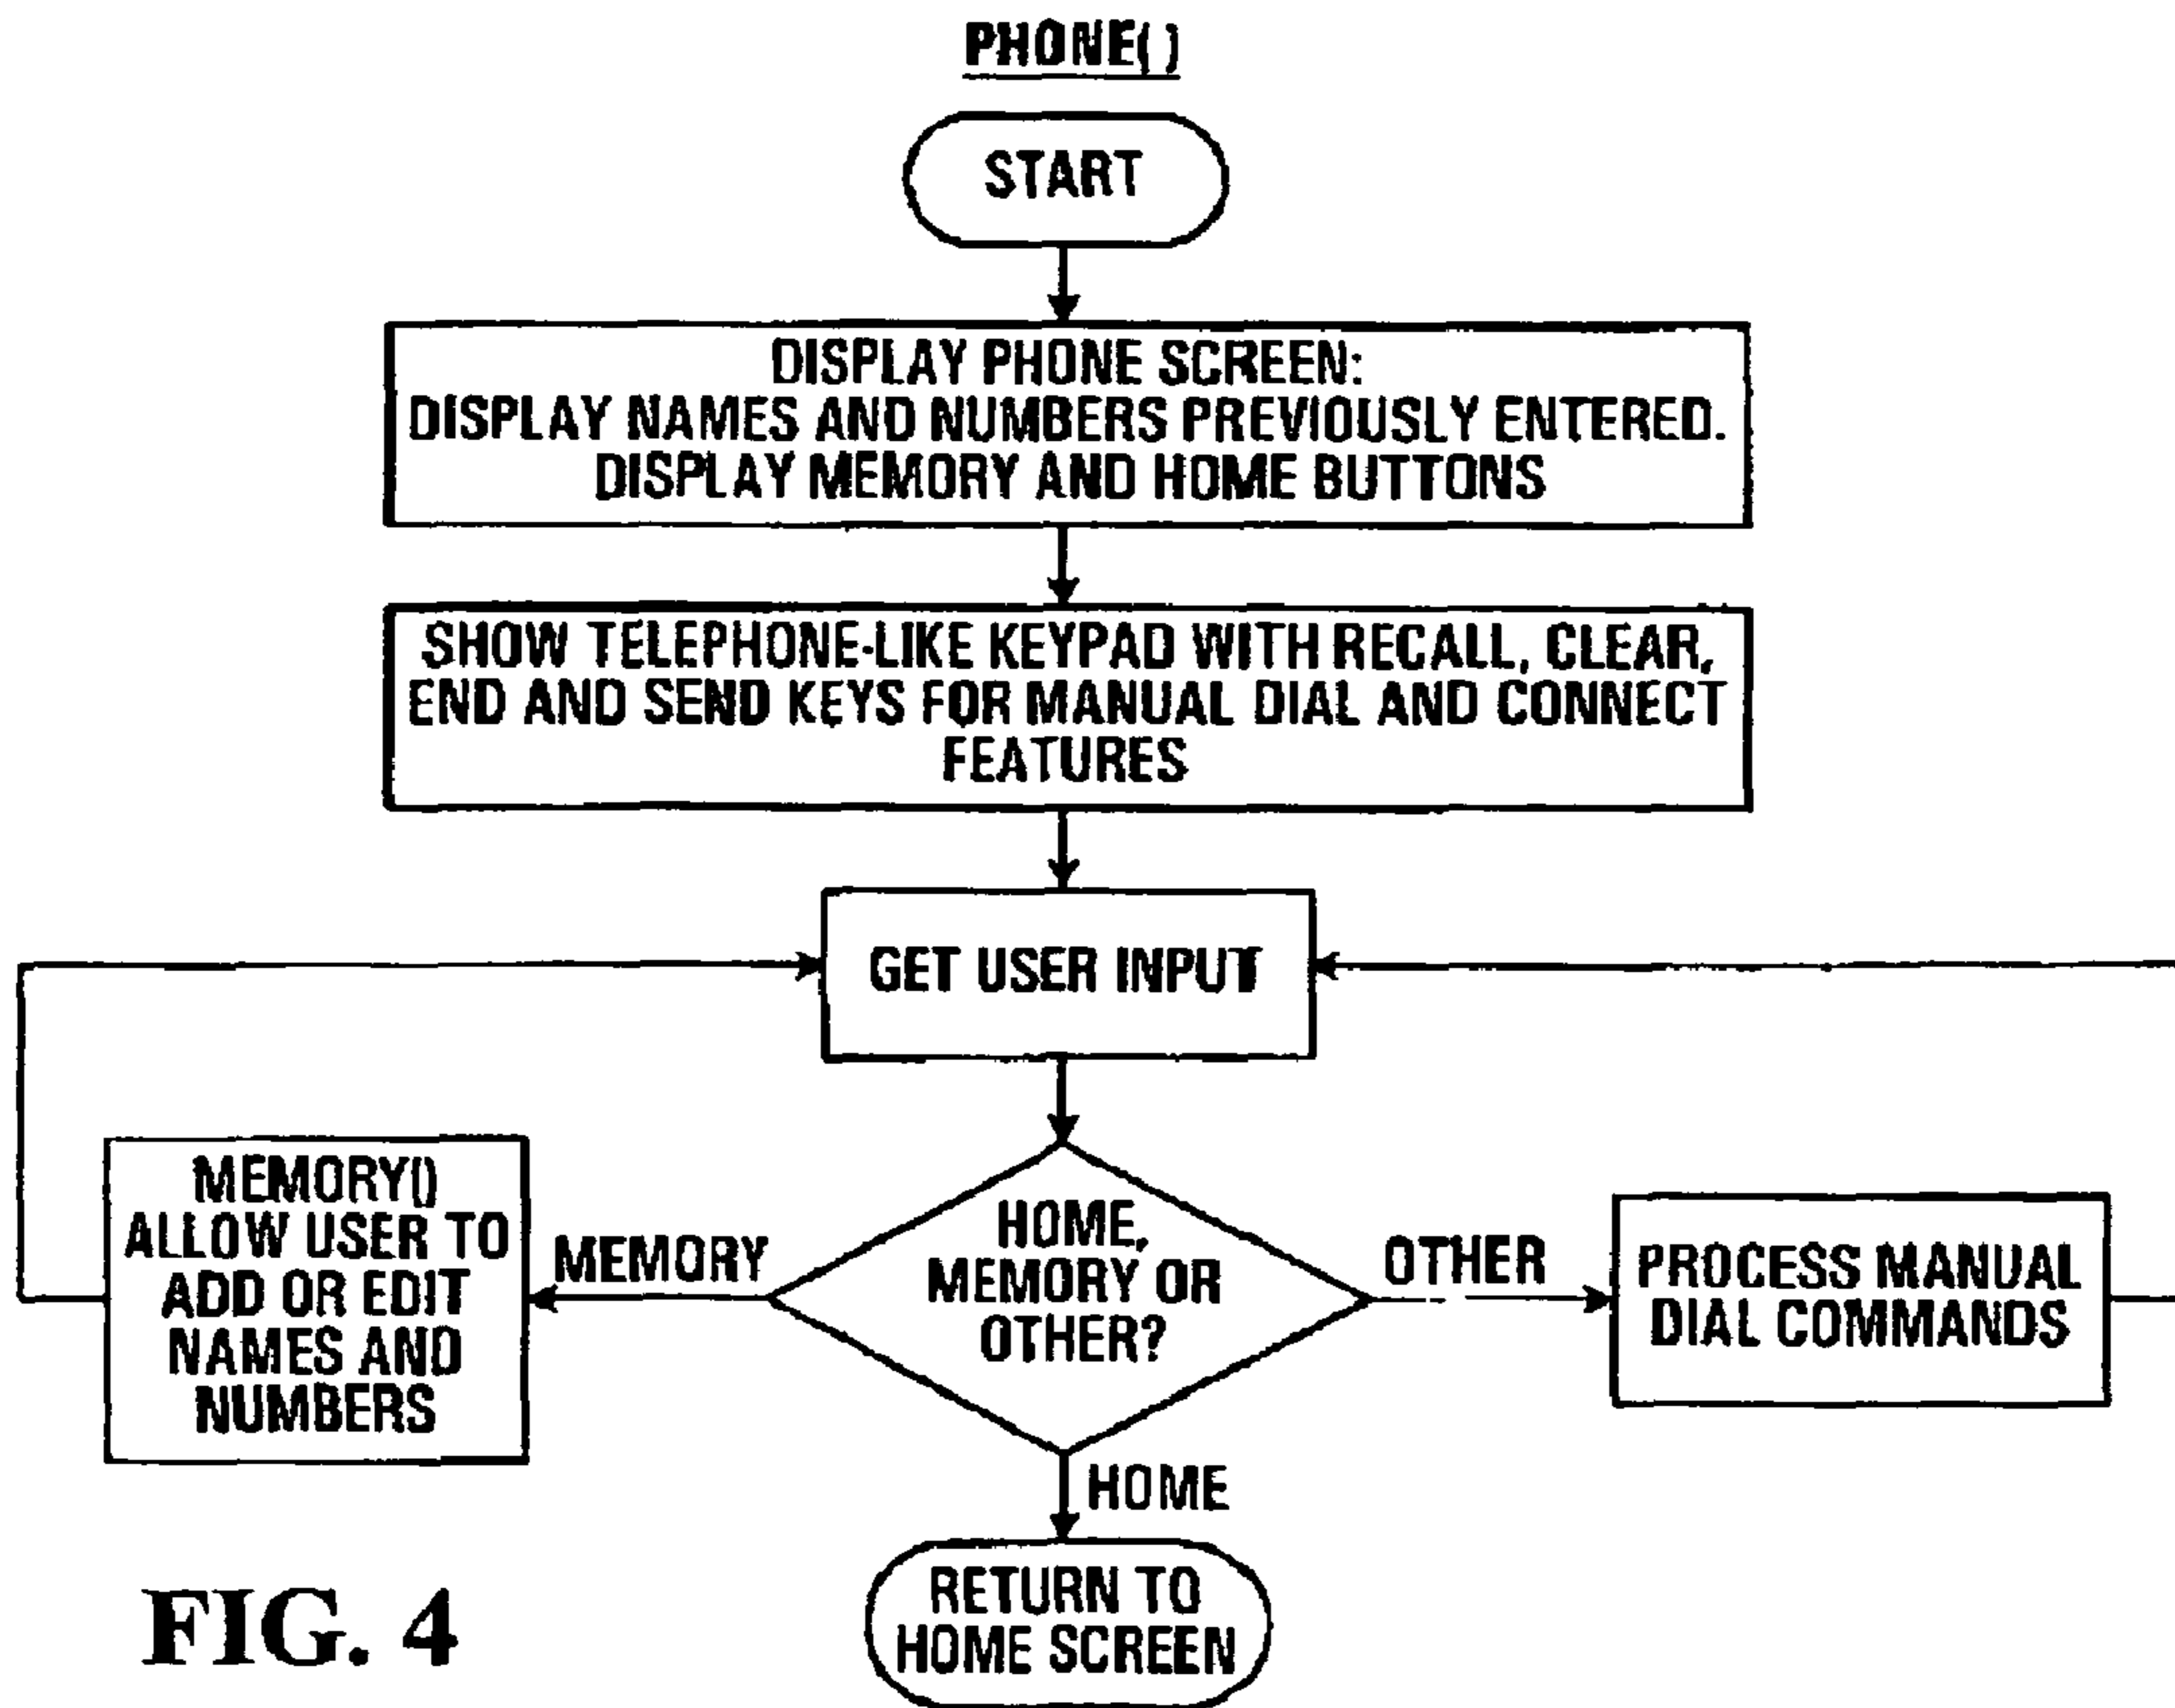 PHONE()
START
DISPLAY PHONE SCREEN:
DISPLAY NAMES AND NUMBERS PREVIOUSLY ENTERED.
DISPLAY MEMORY AND HOME BUTTONS
SHOW TELEPHONE-LIKE KEYPAD WITH RECALL, CLEAR,
END AND SEND KEYS FOR MANUAL DIAL AND CONNECT
FEATURES
GET USER INPUT
MEMORY()
ALLOW USER TO
ADD OR EDIT
NAMES AND
NUMBERS
MEMORY
HOME,
MEMORY OR
OTHER?
OTHER
PROCESS MANUAL
DIAL COMMANDS
HOME
RETURN TO
HOME SCREEN
FIG. 4